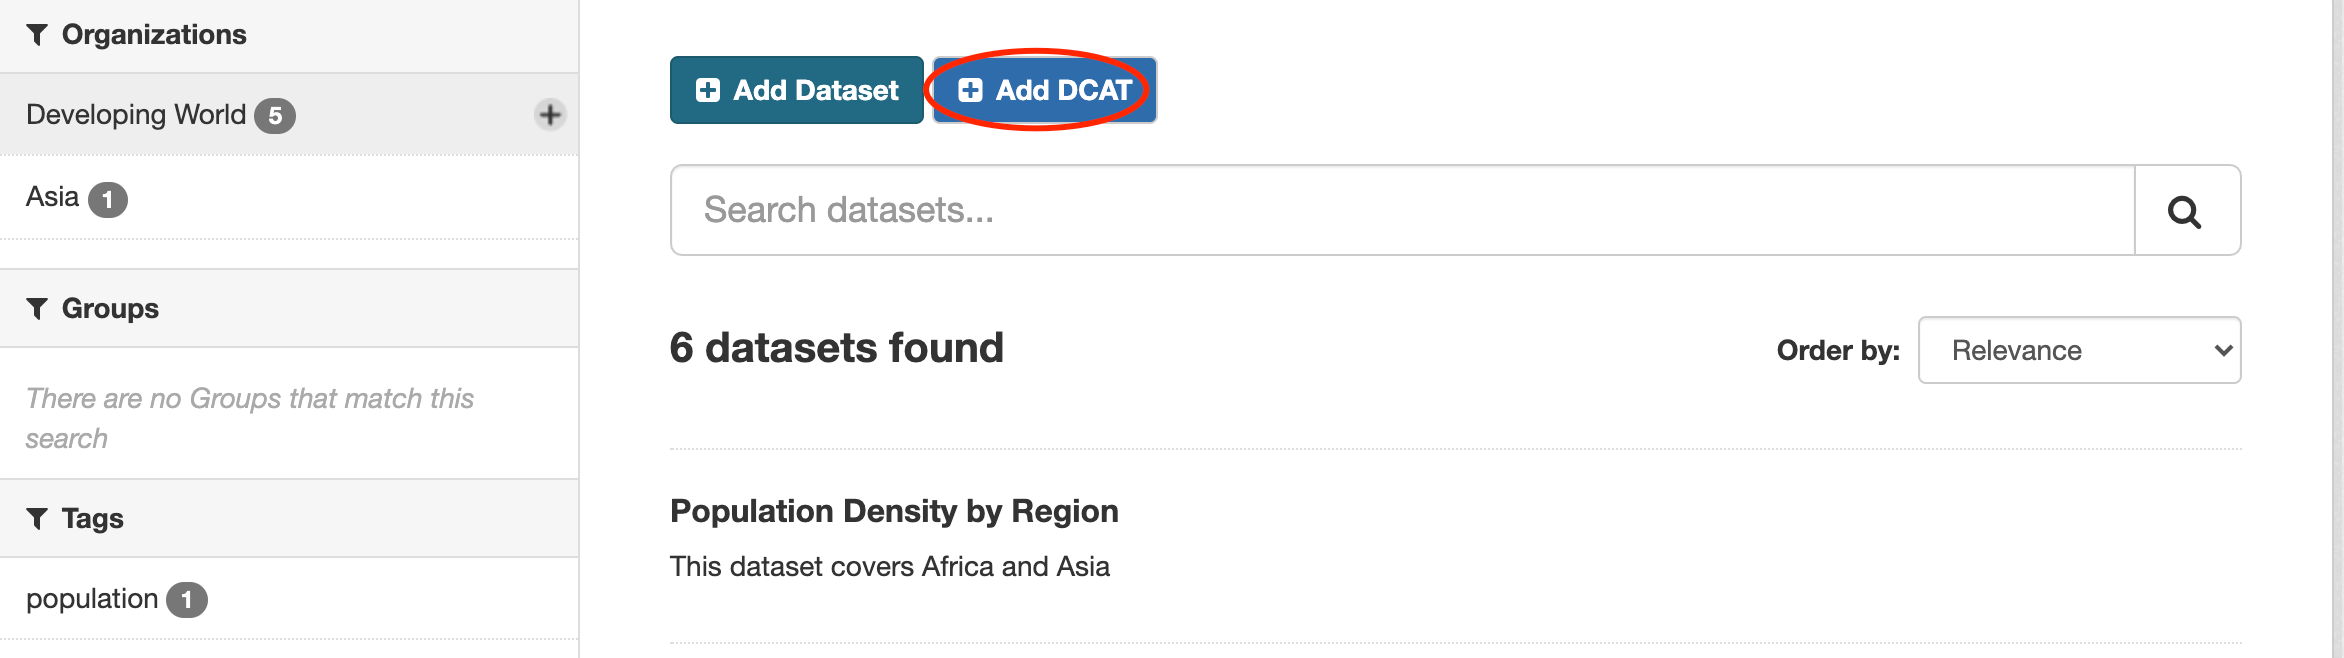 Organizations
Developing World 5
Asia 1
Groups
There are no Groups that match this
search
Tags
population 1
Add Dataset
Add DCAT
Search datasets...
6 datasets found
Order by: Relevance
Population Density by Region
This dataset covers Africa and Asia